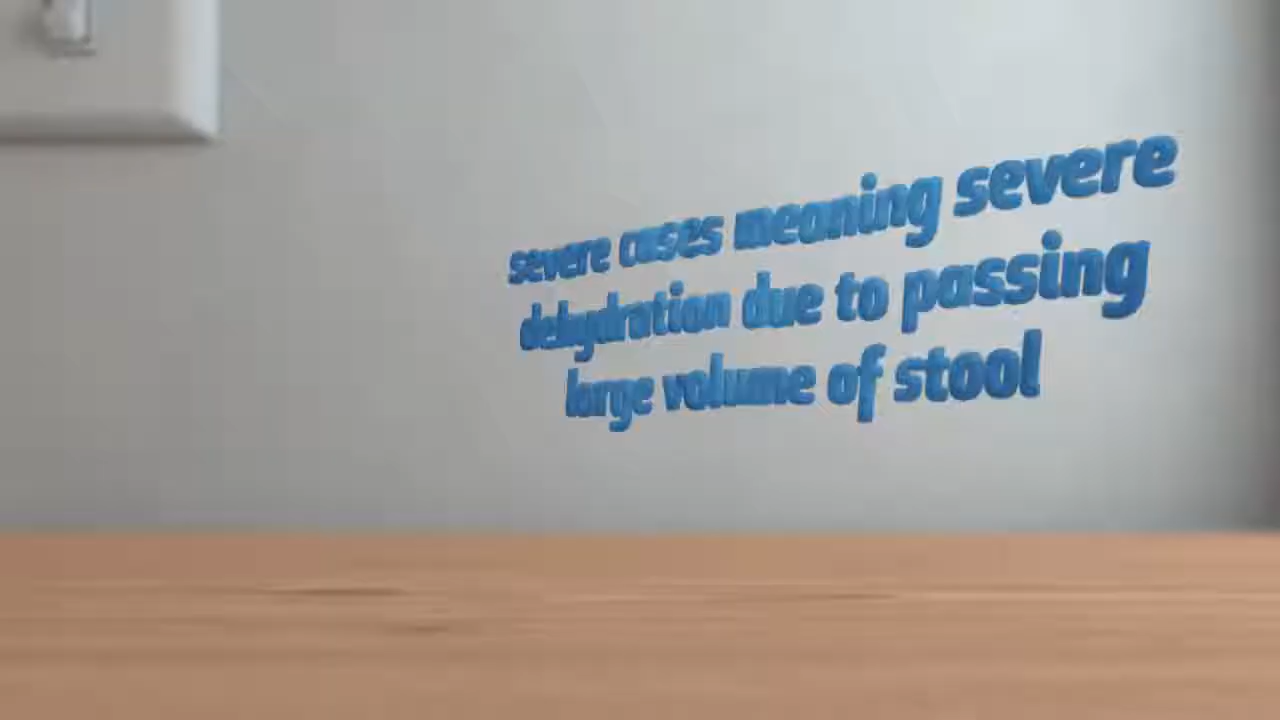 severe cases meaning severe
dehydration due to passing
large volume of stool